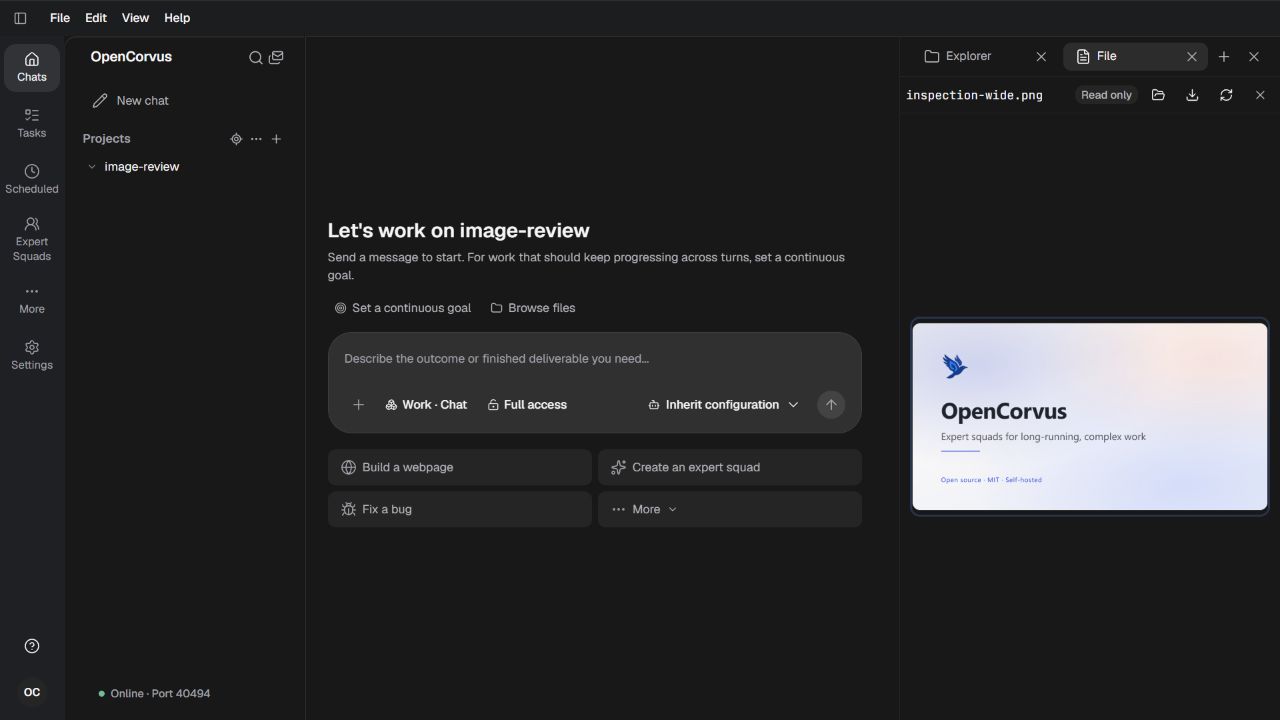 File Edit View Help
Chats
Tasks
Scheduled
Expert
Squads
More
Settings
OC
OpenCorvus
New chat
Projects
image-review
Online · Port 40494
Let's work on image-review
Send a message to start. For work that should keep progressing across turns, set a continuous
goal.
Set a continuous goal Browse files
Describe the outcome or finished deliverable you need...
Work · Chat Full access Inherit configuration
Build a webpage Create an expert squad
Fix a bug More
Explorer File
inspection-wide.png Read only
OpenCorvus
Expert squads for long-running, complex work
Open source · MIT · Self-hosted